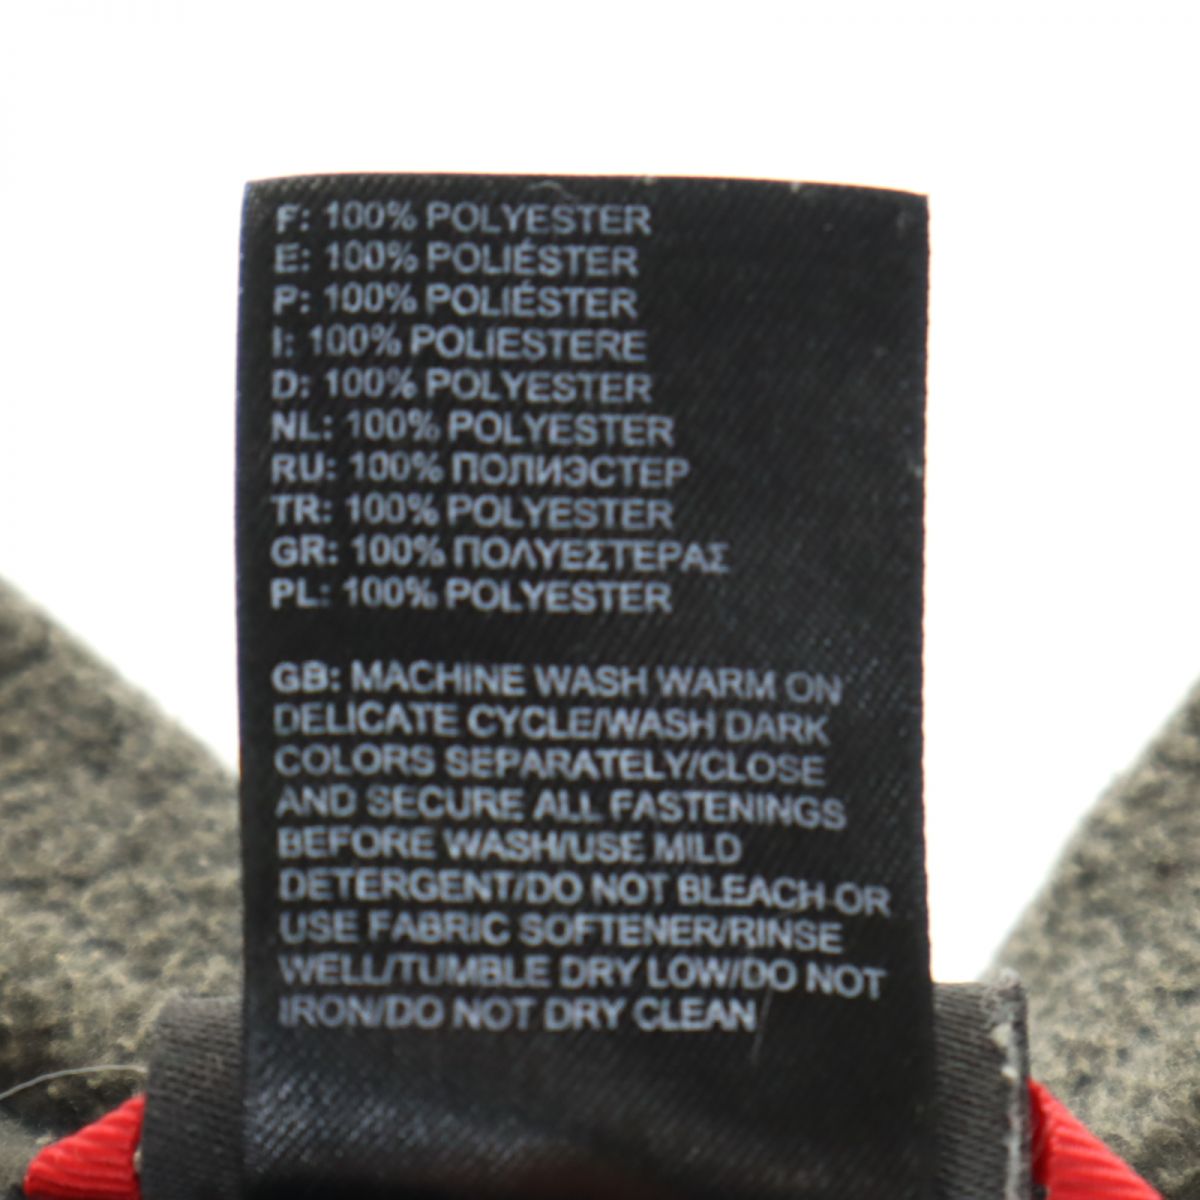 F: 100% POLYESTER
E: 100% POLIÉSTER
P: 100% POLIÉSTER
I: 100% POLIESTERE
D: 100% POLYESTER
NL: 100% POLYESTER
RU: 100% ПОЛИЭСТЕР
TR: 100% POLYESTER
GR: 100% ΠΟΛΥΕΣΤΕΡΑΣ
PL: 100% POLYESTER
GB: MACHINE WASH WARM ON
DELICATE CYCLE/WASH DARK
COLORS SEPARATELY/CLOSE
AND SECURE ALL FASTENINGS
BEFORE WASH/USE MILD
DETERGENT/DO NOT BLEACH OR
USE FABRIC SOFTENER/RINSE
WELL/TUMBLE DRY LOW/DO NOT
IRON/DO NOT DRY CLEAN